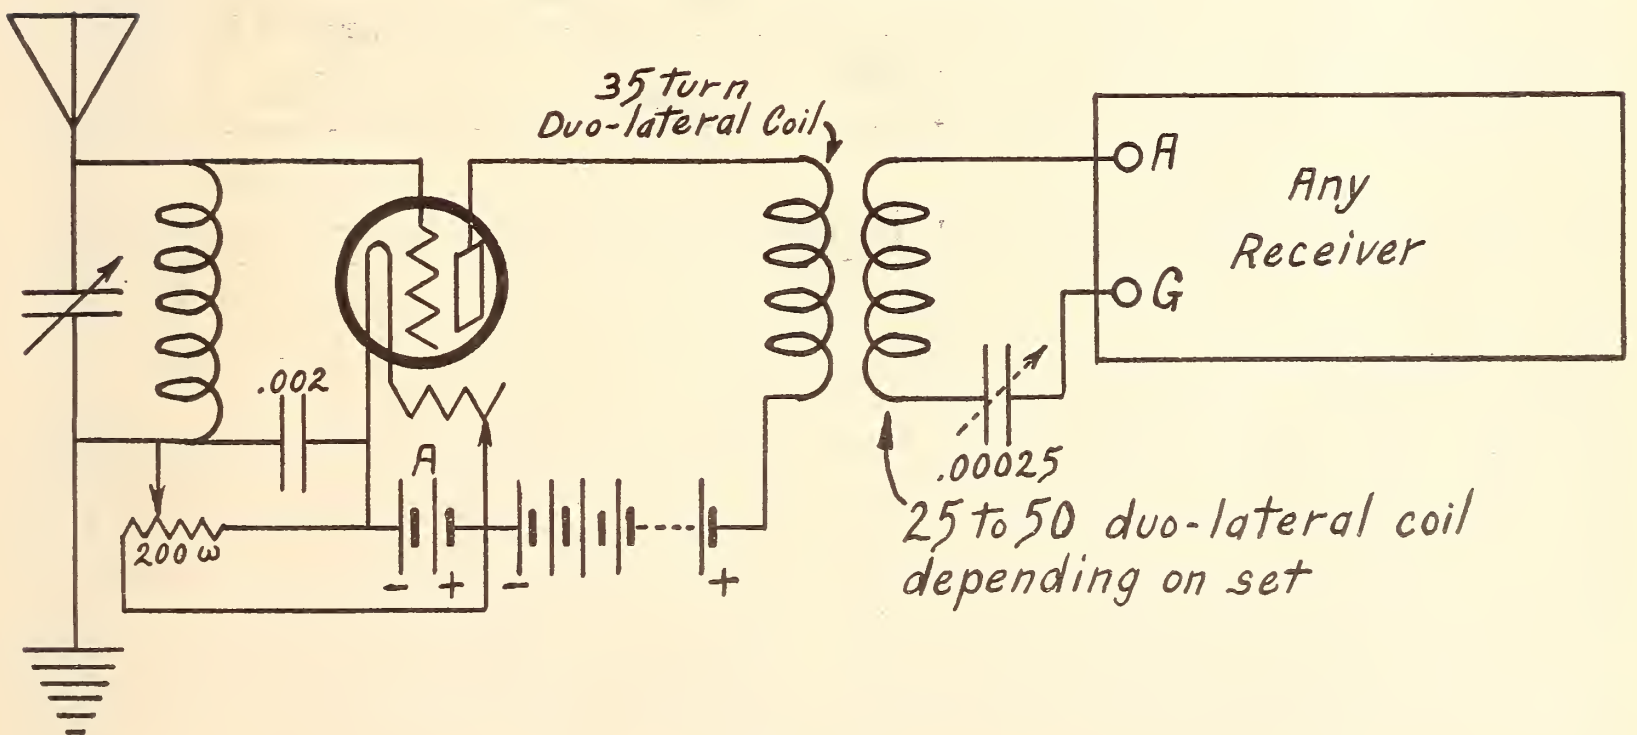 35 turn
Duo-lateral Coil
A
Any
Receiver
G
.002
A
.00025
200 ω
- + - +
25 to 50 duo-lateral coil
depending on set